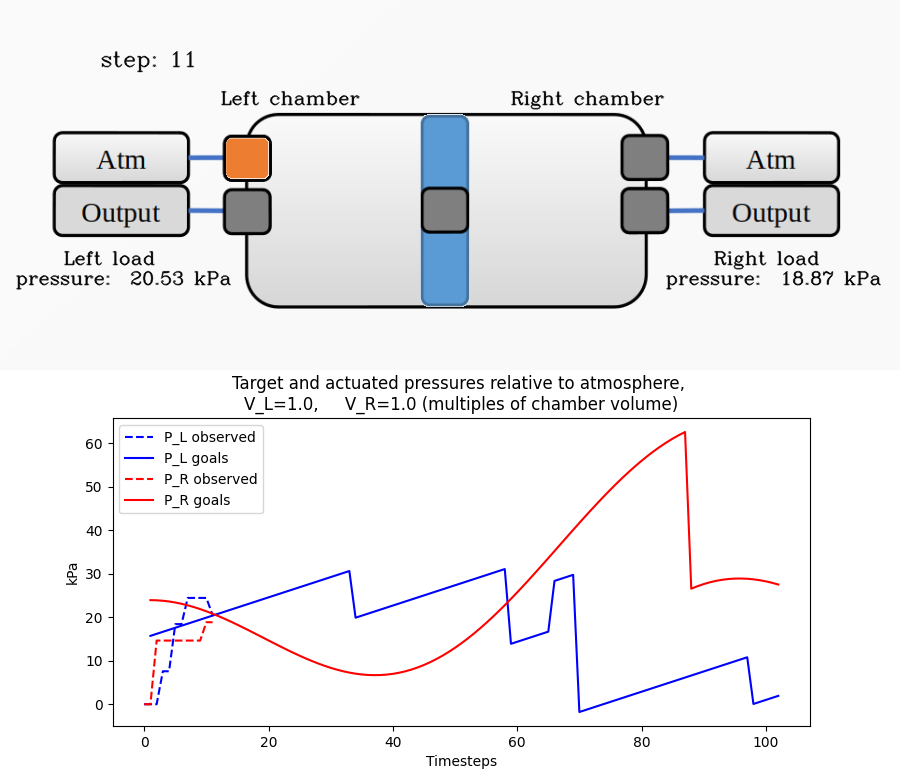 step: 11
Left chamber
Right chamber
Atm
Atm
Output
Output
Left load
pressure: 20.53 kPa
Right load
pressure: 18.87 kPa
Target and actuated pressures relative to atmosphere,
V_L=1.0, V_R=1.0 (multiples of chamber volume)
P_L observed
P_L goals
P_R observed
P_R goals
60
50
40
30
20
10
0
kPa
0 20 40 60 80 100
Timesteps